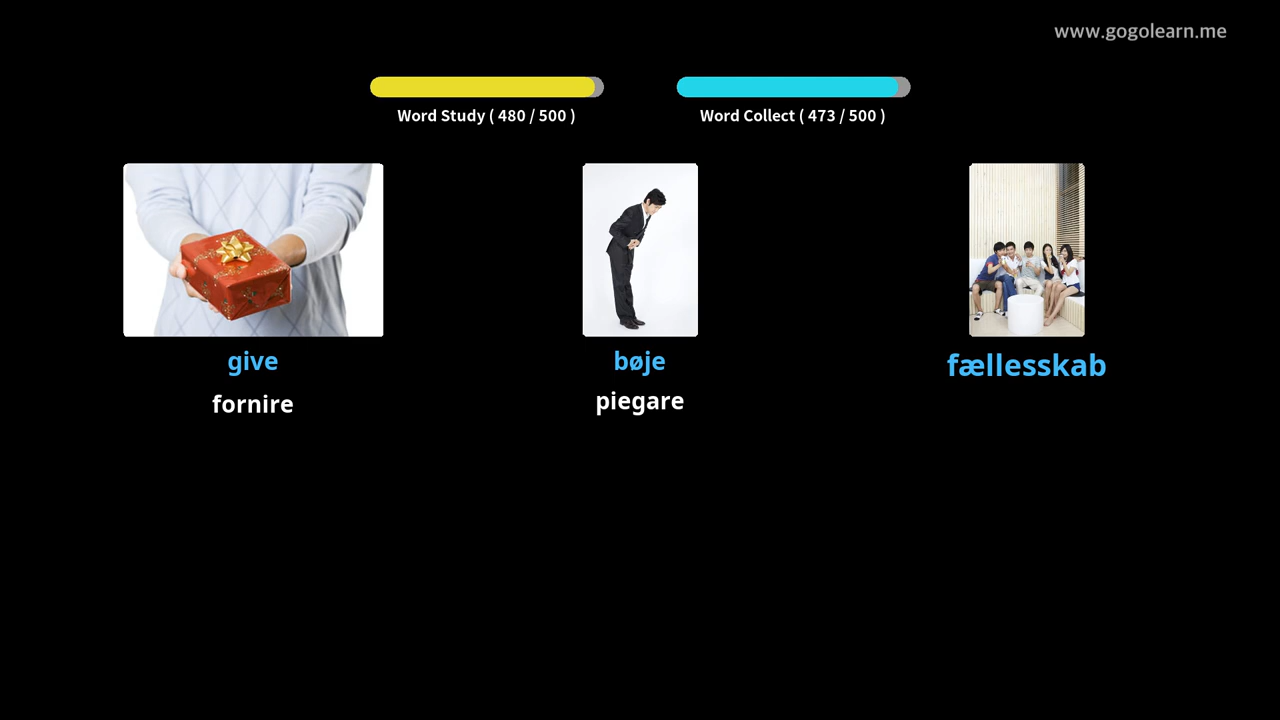 www.gogolearn.me
Word Study ( 480 / 500 )
Word Collect ( 473 / 500 )
give
fornire
bøje
piegare
fællesskab